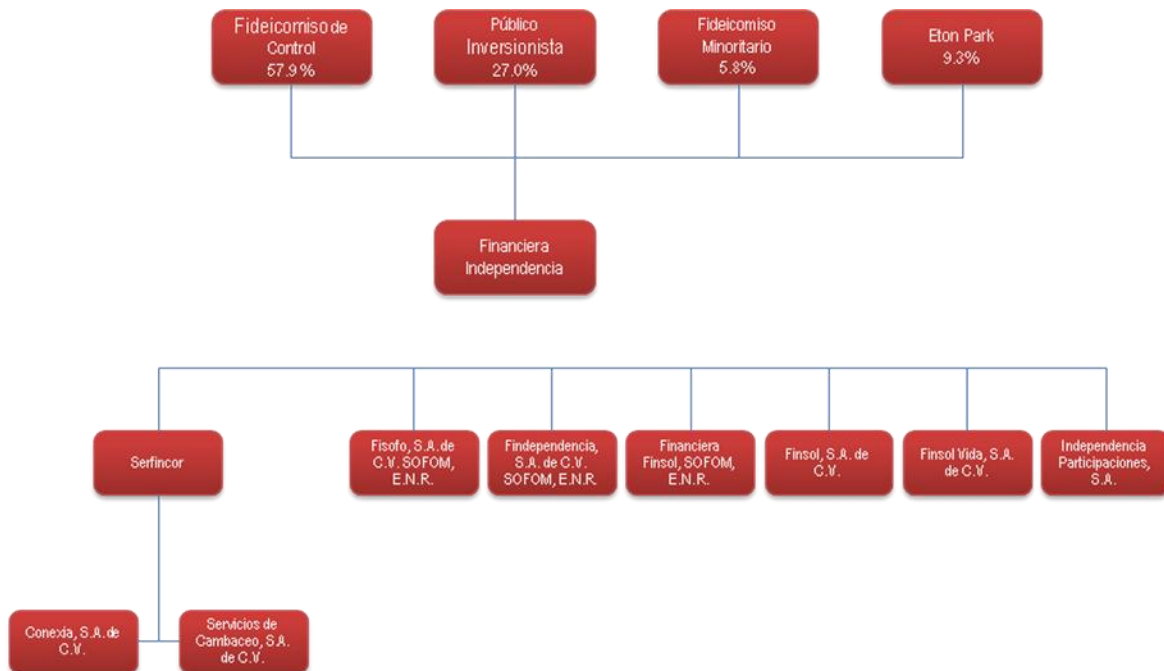 Fideicomiso de
Control
57.9%
Público
Inversionista
27.0%
Fideicomiso
Minoritario
5.8%
Eton Park
9.3%
Financiera
Independencia
Serfincor
Fisofo, S.A. de
C.V. SOFOM,
E.N.R.
Findependencia,
S.A. de C.V.
SOFOM, E.N.R.
Financiera
Finsol, SOFOM,
E.N.R.
Finsol, S.A. de
C.V.
Finsol Vida, S.A.
de C.V.
Independencia
Participaciones,
S.A.
Conexia, S.A. de
C.V.
Servicios de
Cambaceo, S.A.
de C.V.